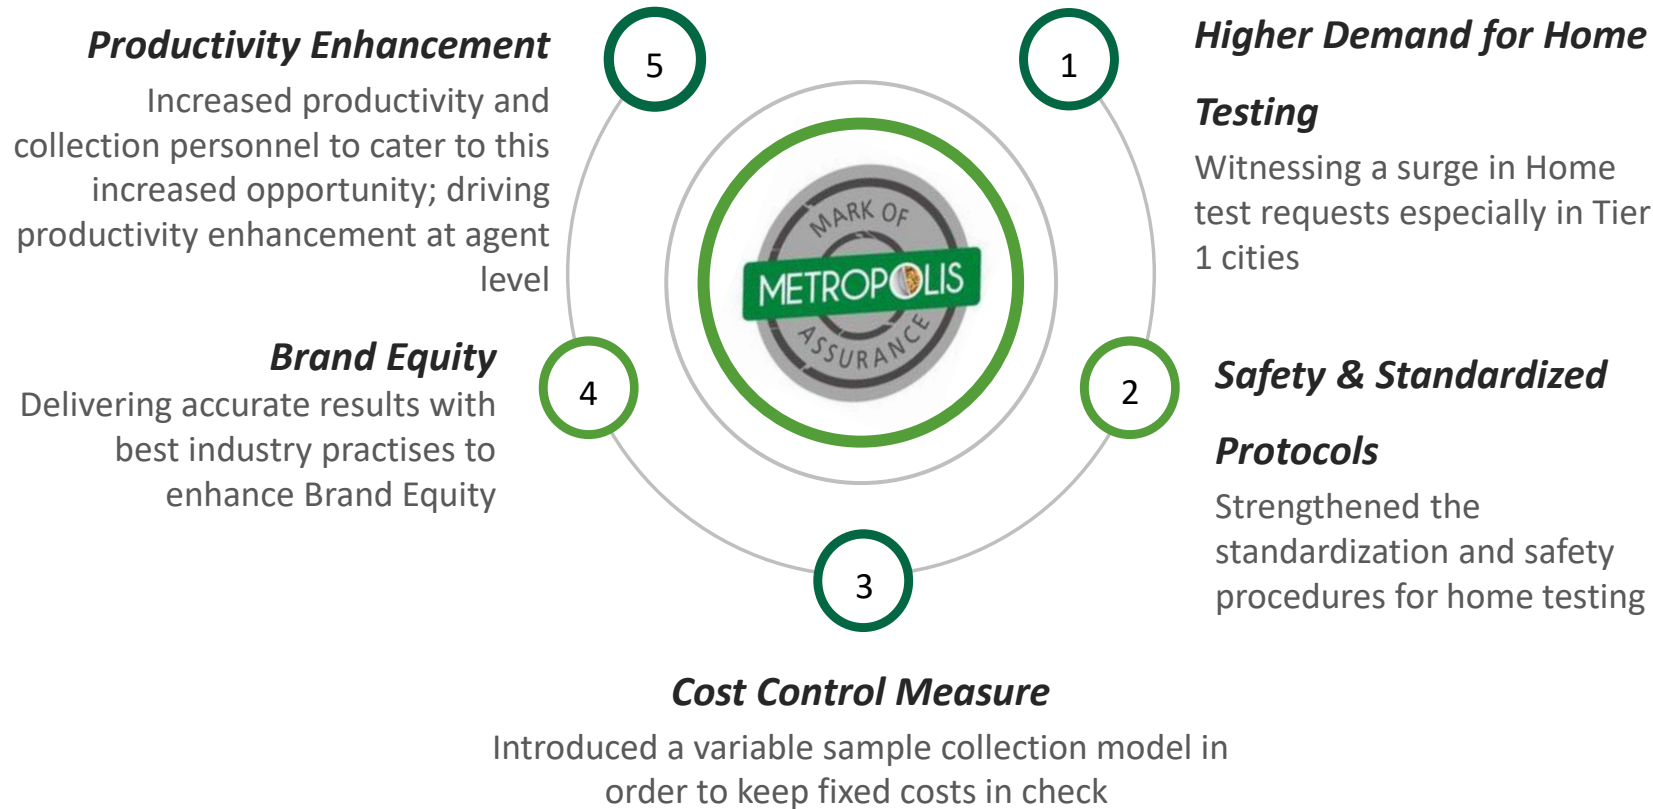 1
Higher Demand for Home
Testing
Witnessing a surge in Home
test requests especially in Tier
1 cities
2
Safety & Standardized
Protocols
Strengthened the
standardization and safety
procedures for home testing
3
Cost Control Measure
Introduced a variable sample collection model in
order to keep fixed costs in check
4
Brand Equity
Delivering accurate results with
best industry practises to
enhance Brand Equity
5
Productivity Enhancement
Increased productivity and
collection personnel to cater to this
increased opportunity; driving
productivity enhancement at agent
level
MARK OF
METROPOLIS
ASSURANCE